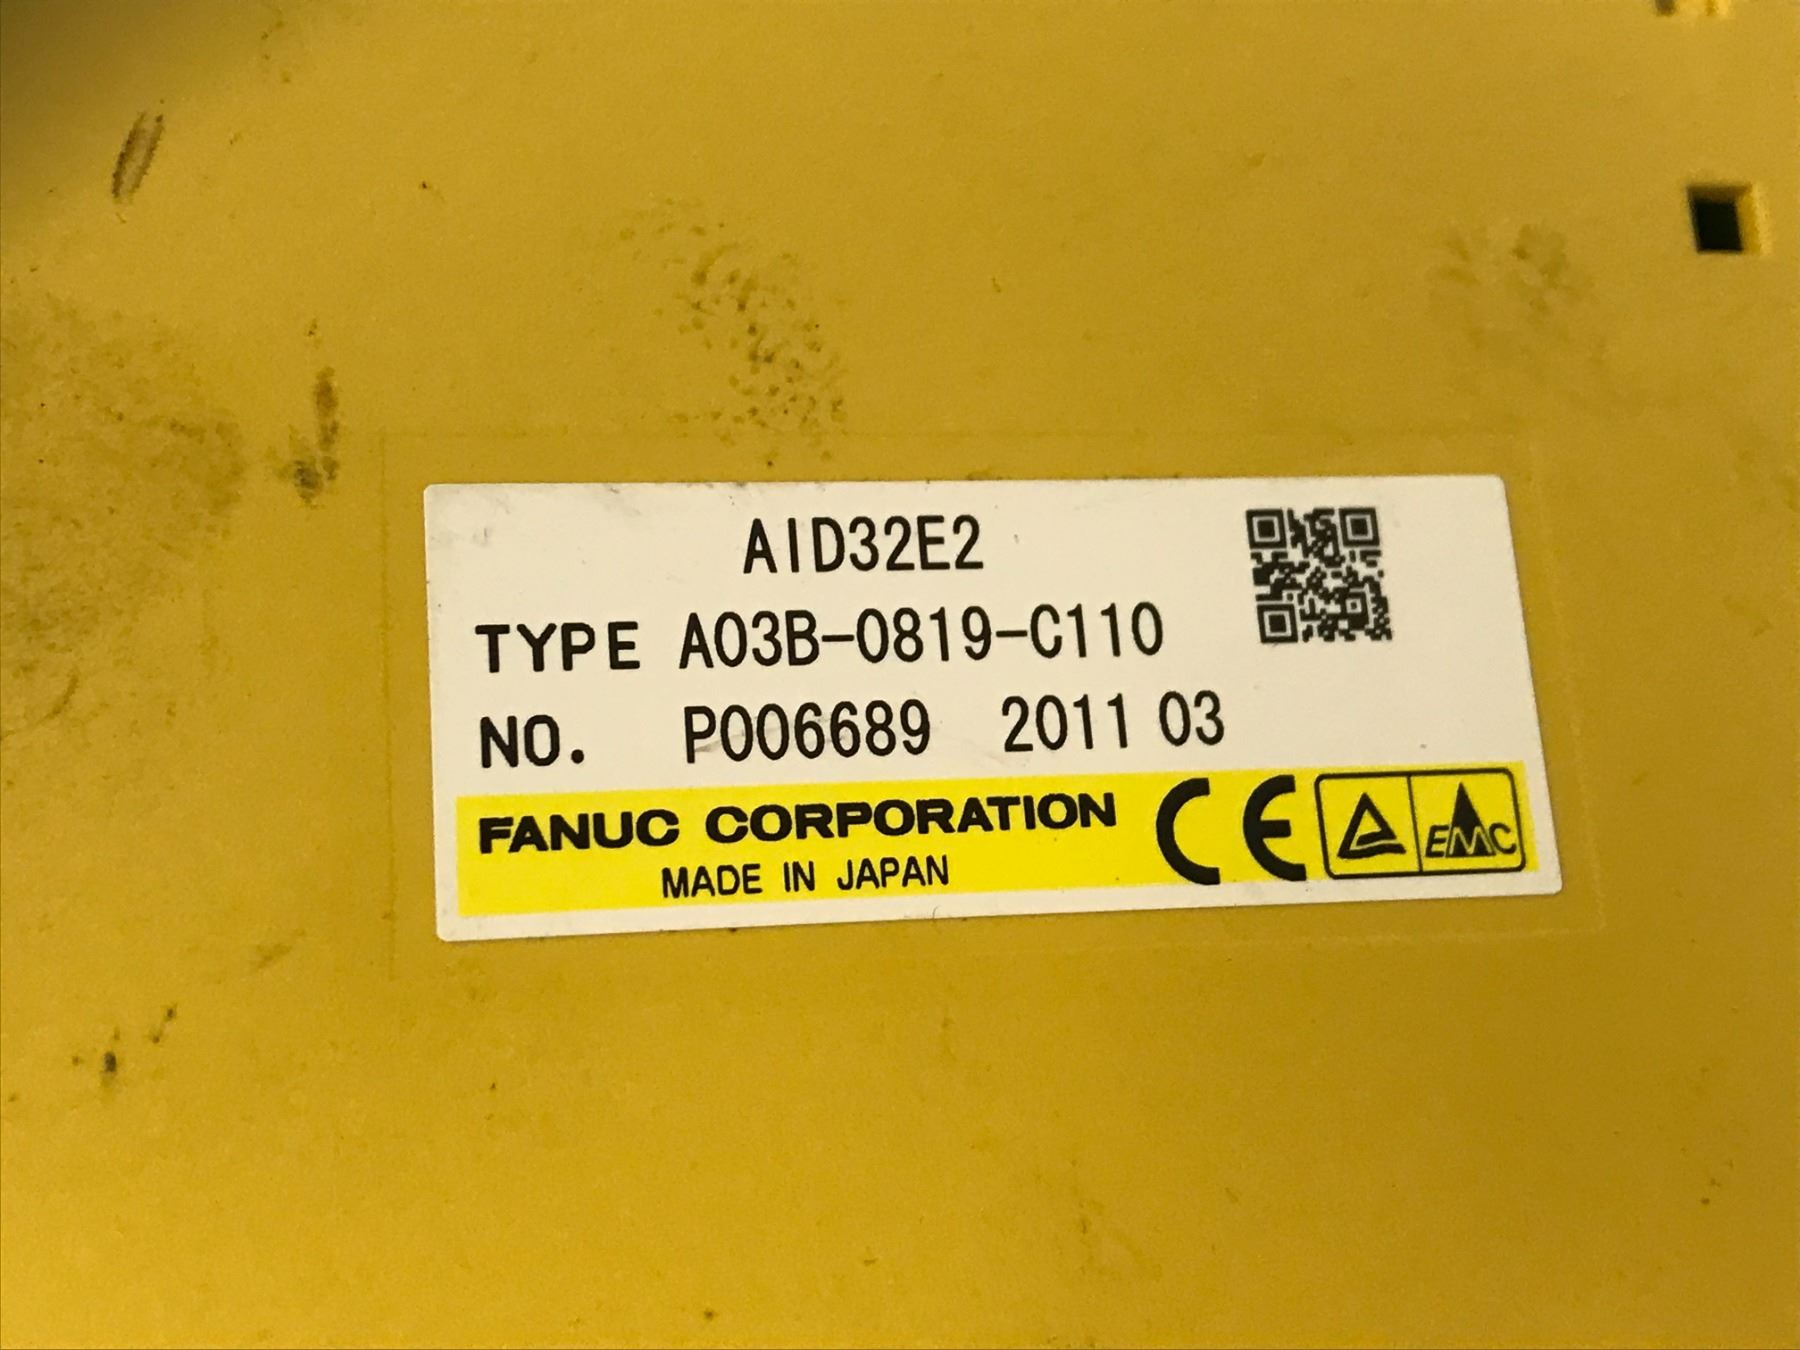 AID32E2
TYPE A03B-0819-C110
NO. P006689 2011 03
FANUC CORPORATION
MADE IN JAPAN
CE
EMC